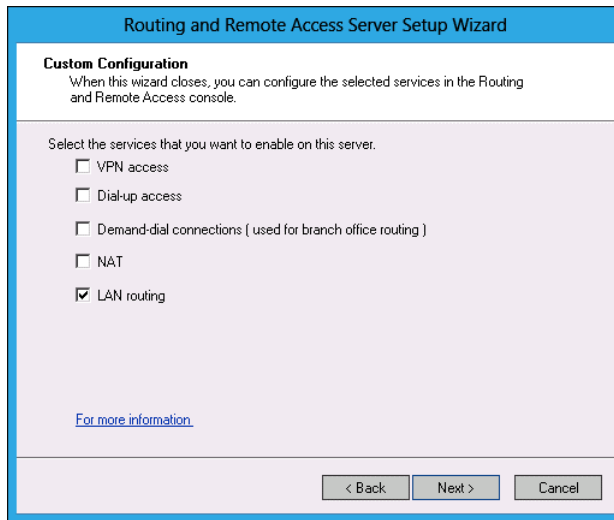 Routing and Remote Access Server Setup Wizard
Custom Configuration
When this wizard closes, you can configure the selected services in the Routing
and Remote Access console.
Select the services that you want to enable on this server.
VPN access
Dial-up access
Demand-dial connections ( used for branch office routing )
NAT
LAN routing
For more information
< Back Next > Cancel